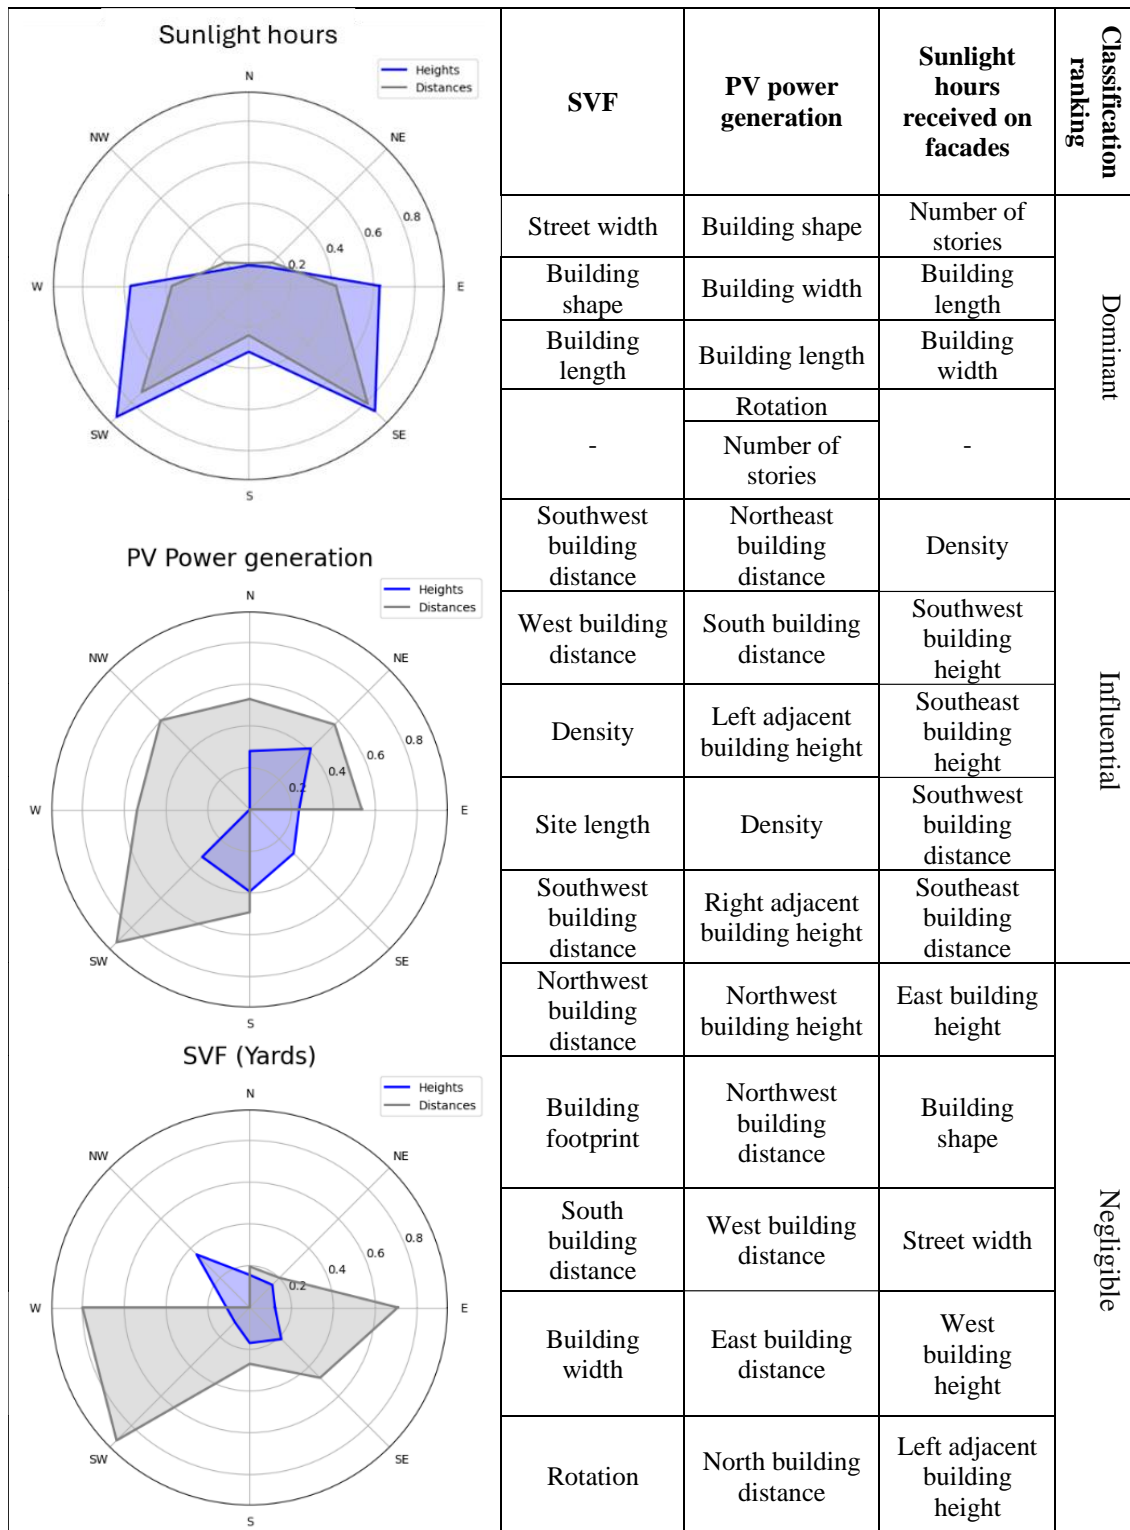 Sunlight hours
Heights
Distances
N
NW
NE
0.8
0.6
0.4
0.2
W
E
SW
SE
S
PV Power generation
Heights
Distances
N
NW
NE
0.8
0.6
0.4
0.2
W
E
SW
SE
S
SVF (Yards)
Heights
Distances
N
NW
NE
0.8
0.6
0.4
0.2
W
E
SW
SE
S
SVF
PV power
generation
Sunlight
hours
received on
facades
Classification
ranking
Street width
Building shape
Number of
stories
Building
shape
Building width
Building
length
Building
length
Building length
Building
width
-
Rotation
Number of
stories
-
Dominant
Southwest
building
distance
Northeast
building
distance
Density
West building
distance
South building
distance
Southwest
building
height
Density
Left adjacent
building height
Southeast
building
height
Site length
Density
Southwest
building
distance
Southwest
building
distance
Right adjacent
building height
Southeast
building
distance
Influential
Northwest
building
distance
Northwest
building height
East building
height
Building
footprint
Northwest
building
distance
Building
shape
South
building
distance
West building
distance
Street width
Building
width
East building
distance
West
building
height
Rotation
North building
distance
Left adjacent
building
height
Negligible